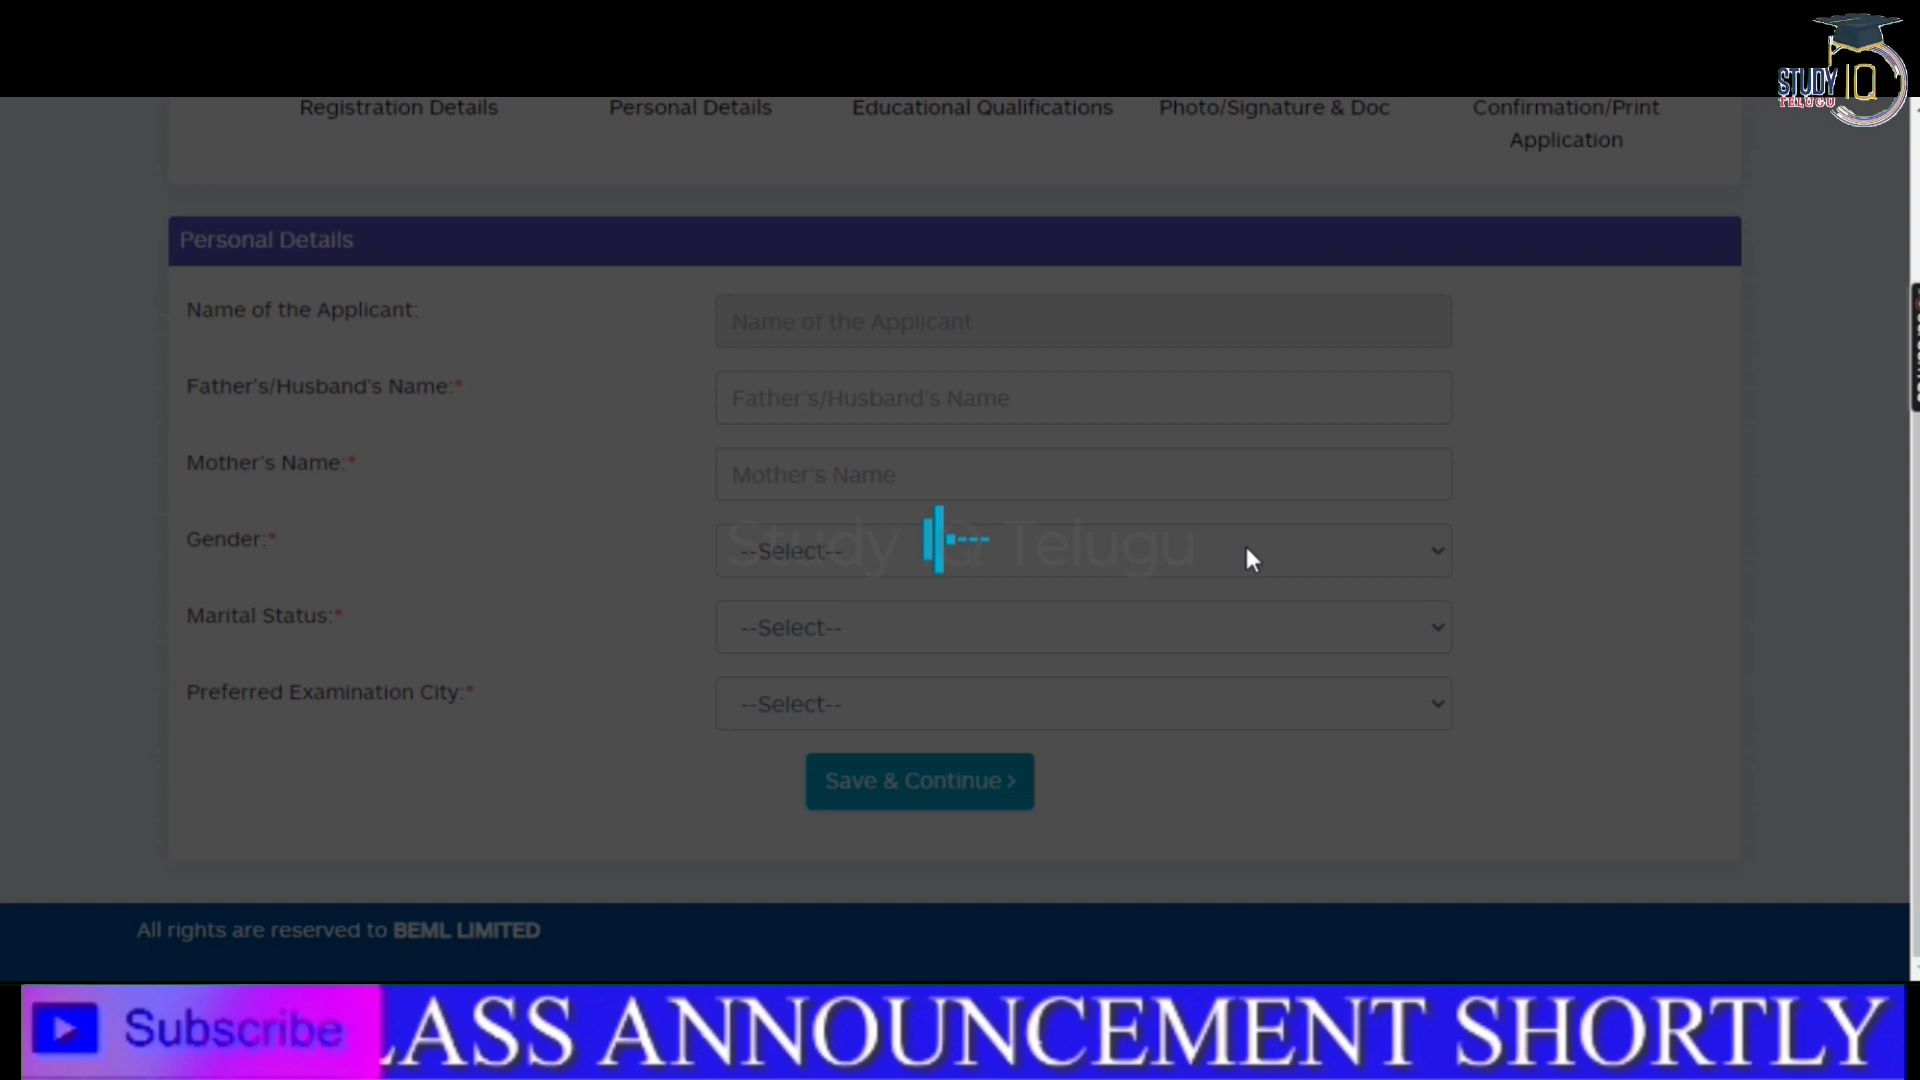 STUDY IQ
TELUGU
Registration Details
Personal Details
Educational Qualifications
Photo/Signature & Doc
Confirmation/Print
Application
Personal Details
Name of the Applicant:
Name of the Applicant
Father's/Husband's Name:*
Father's/Husband's Name
Mother's Name:*
Mother's Name
Gender:*
--Select--
Study IQ Telugu
Marital Status:*
--Select--
Preferred Examination City:*
--Select--
Save & Continue >
All rights are reserved to BEML LIMITED
Subscribe
LASS ANNOUNCEMENT SHORTLY